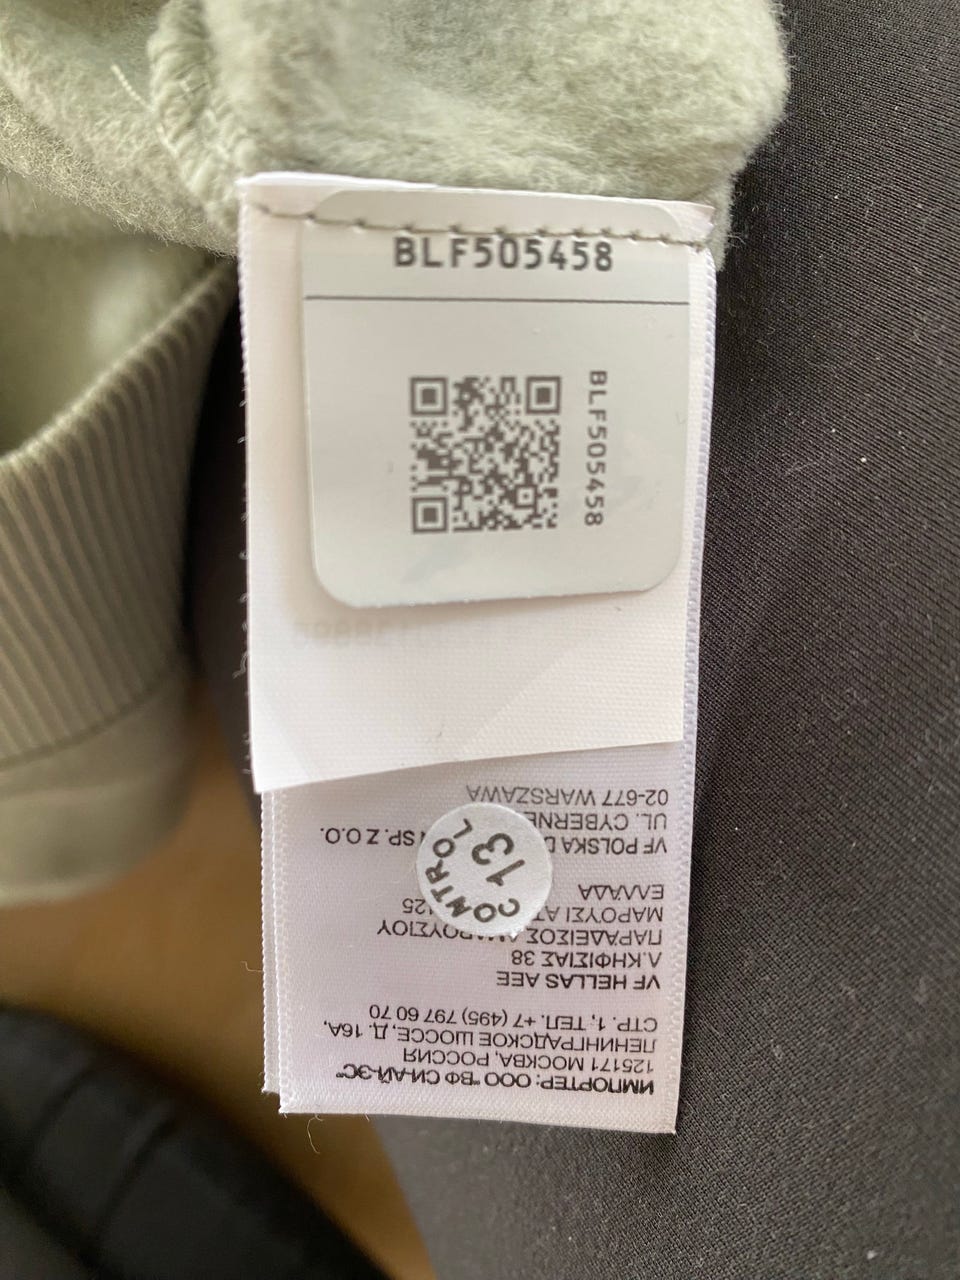 BLF505458
BLF505458
CONTROL
13
ИМПОРТЕР: ООО "ВФ СИ-АЙ-ЭС"
125171 МОСКВА, РОССИЯ
ЛЕНИНГРАДСКОЕ ШОССЕ, Д. 16А,
СТР. 1, ТЕЛ. +7 (495) 797 60 70
VF HELLAS ΑΕΕ
Λ.ΚΗΦΙΣΙΑΣ 38
ΠΑΡΑΔΕΙΣΟΣ ΑΜΑΡΟΥΣΙΟΥ
ΜΑΡΟΥΣΙ 125
ΕΛΛΑΔΑ
VF POLSKA SP. Z O.O.
UL.
02-677 WARSZAWA